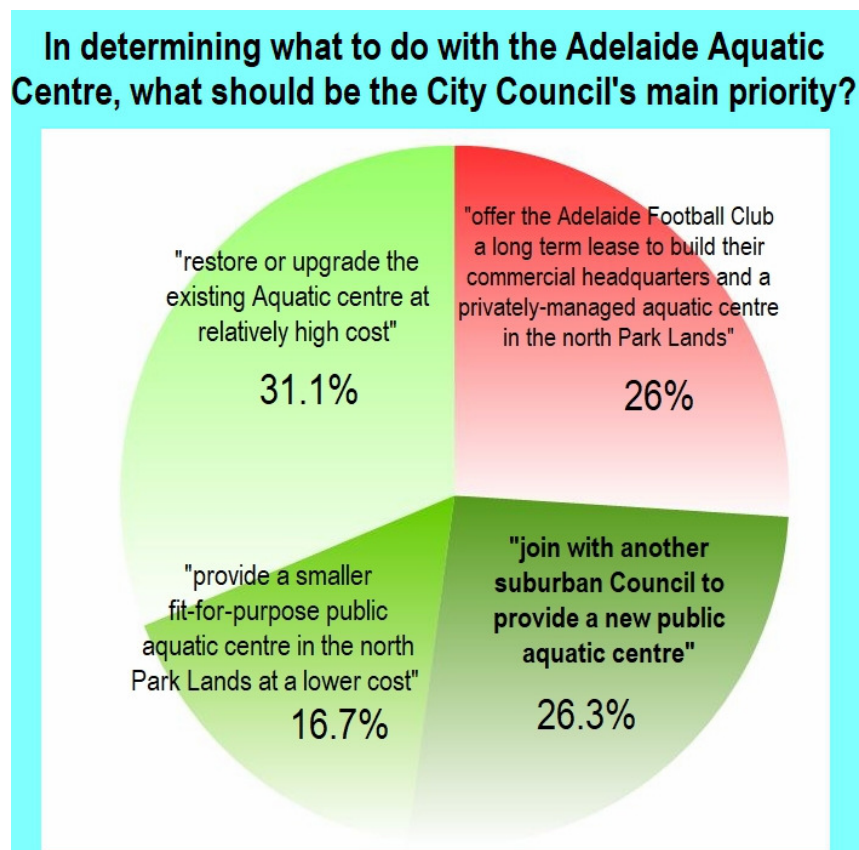 In determining what to do with the Adelaide Aquatic
Centre, what should be the City Council's main priority?
"restore or upgrade the
existing Aquatic centre at
relatively high cost"
31.1%
"offer the Adelaide Football Club
a long term lease to build their
commercial headquarters and a
privately-managed aquatic centre
in the north Park Lands"
26%
"provide a smaller
fit-for-purpose public
aquatic centre in the north
Park Lands at a lower cost"
16.7%
"join with another
suburban Council to
provide a new public
aquatic centre"
26.3%